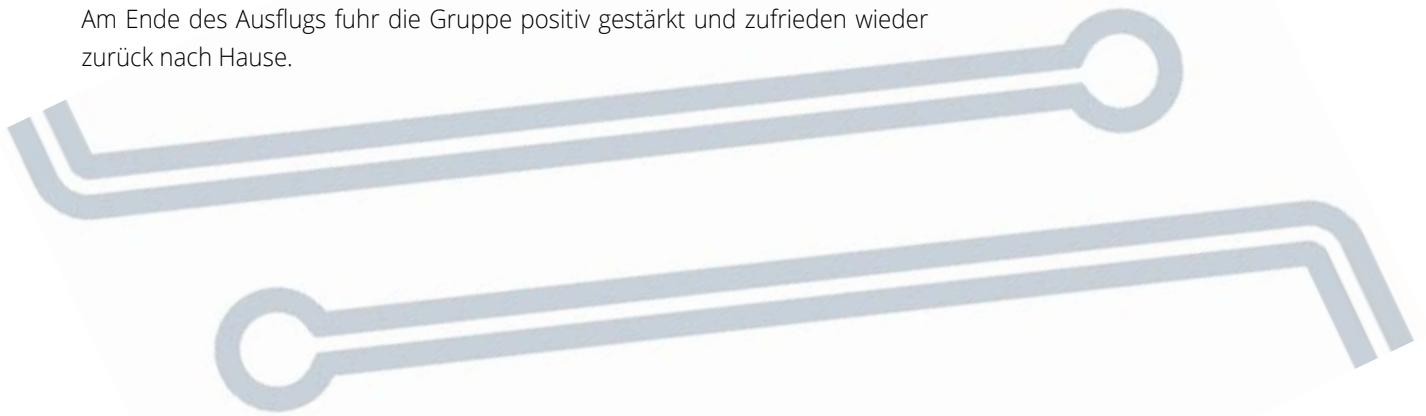 Am Ende des Ausflugs fuhr die Gruppe positiv gestärkt und zufrieden wieder
zurück nach Hause.